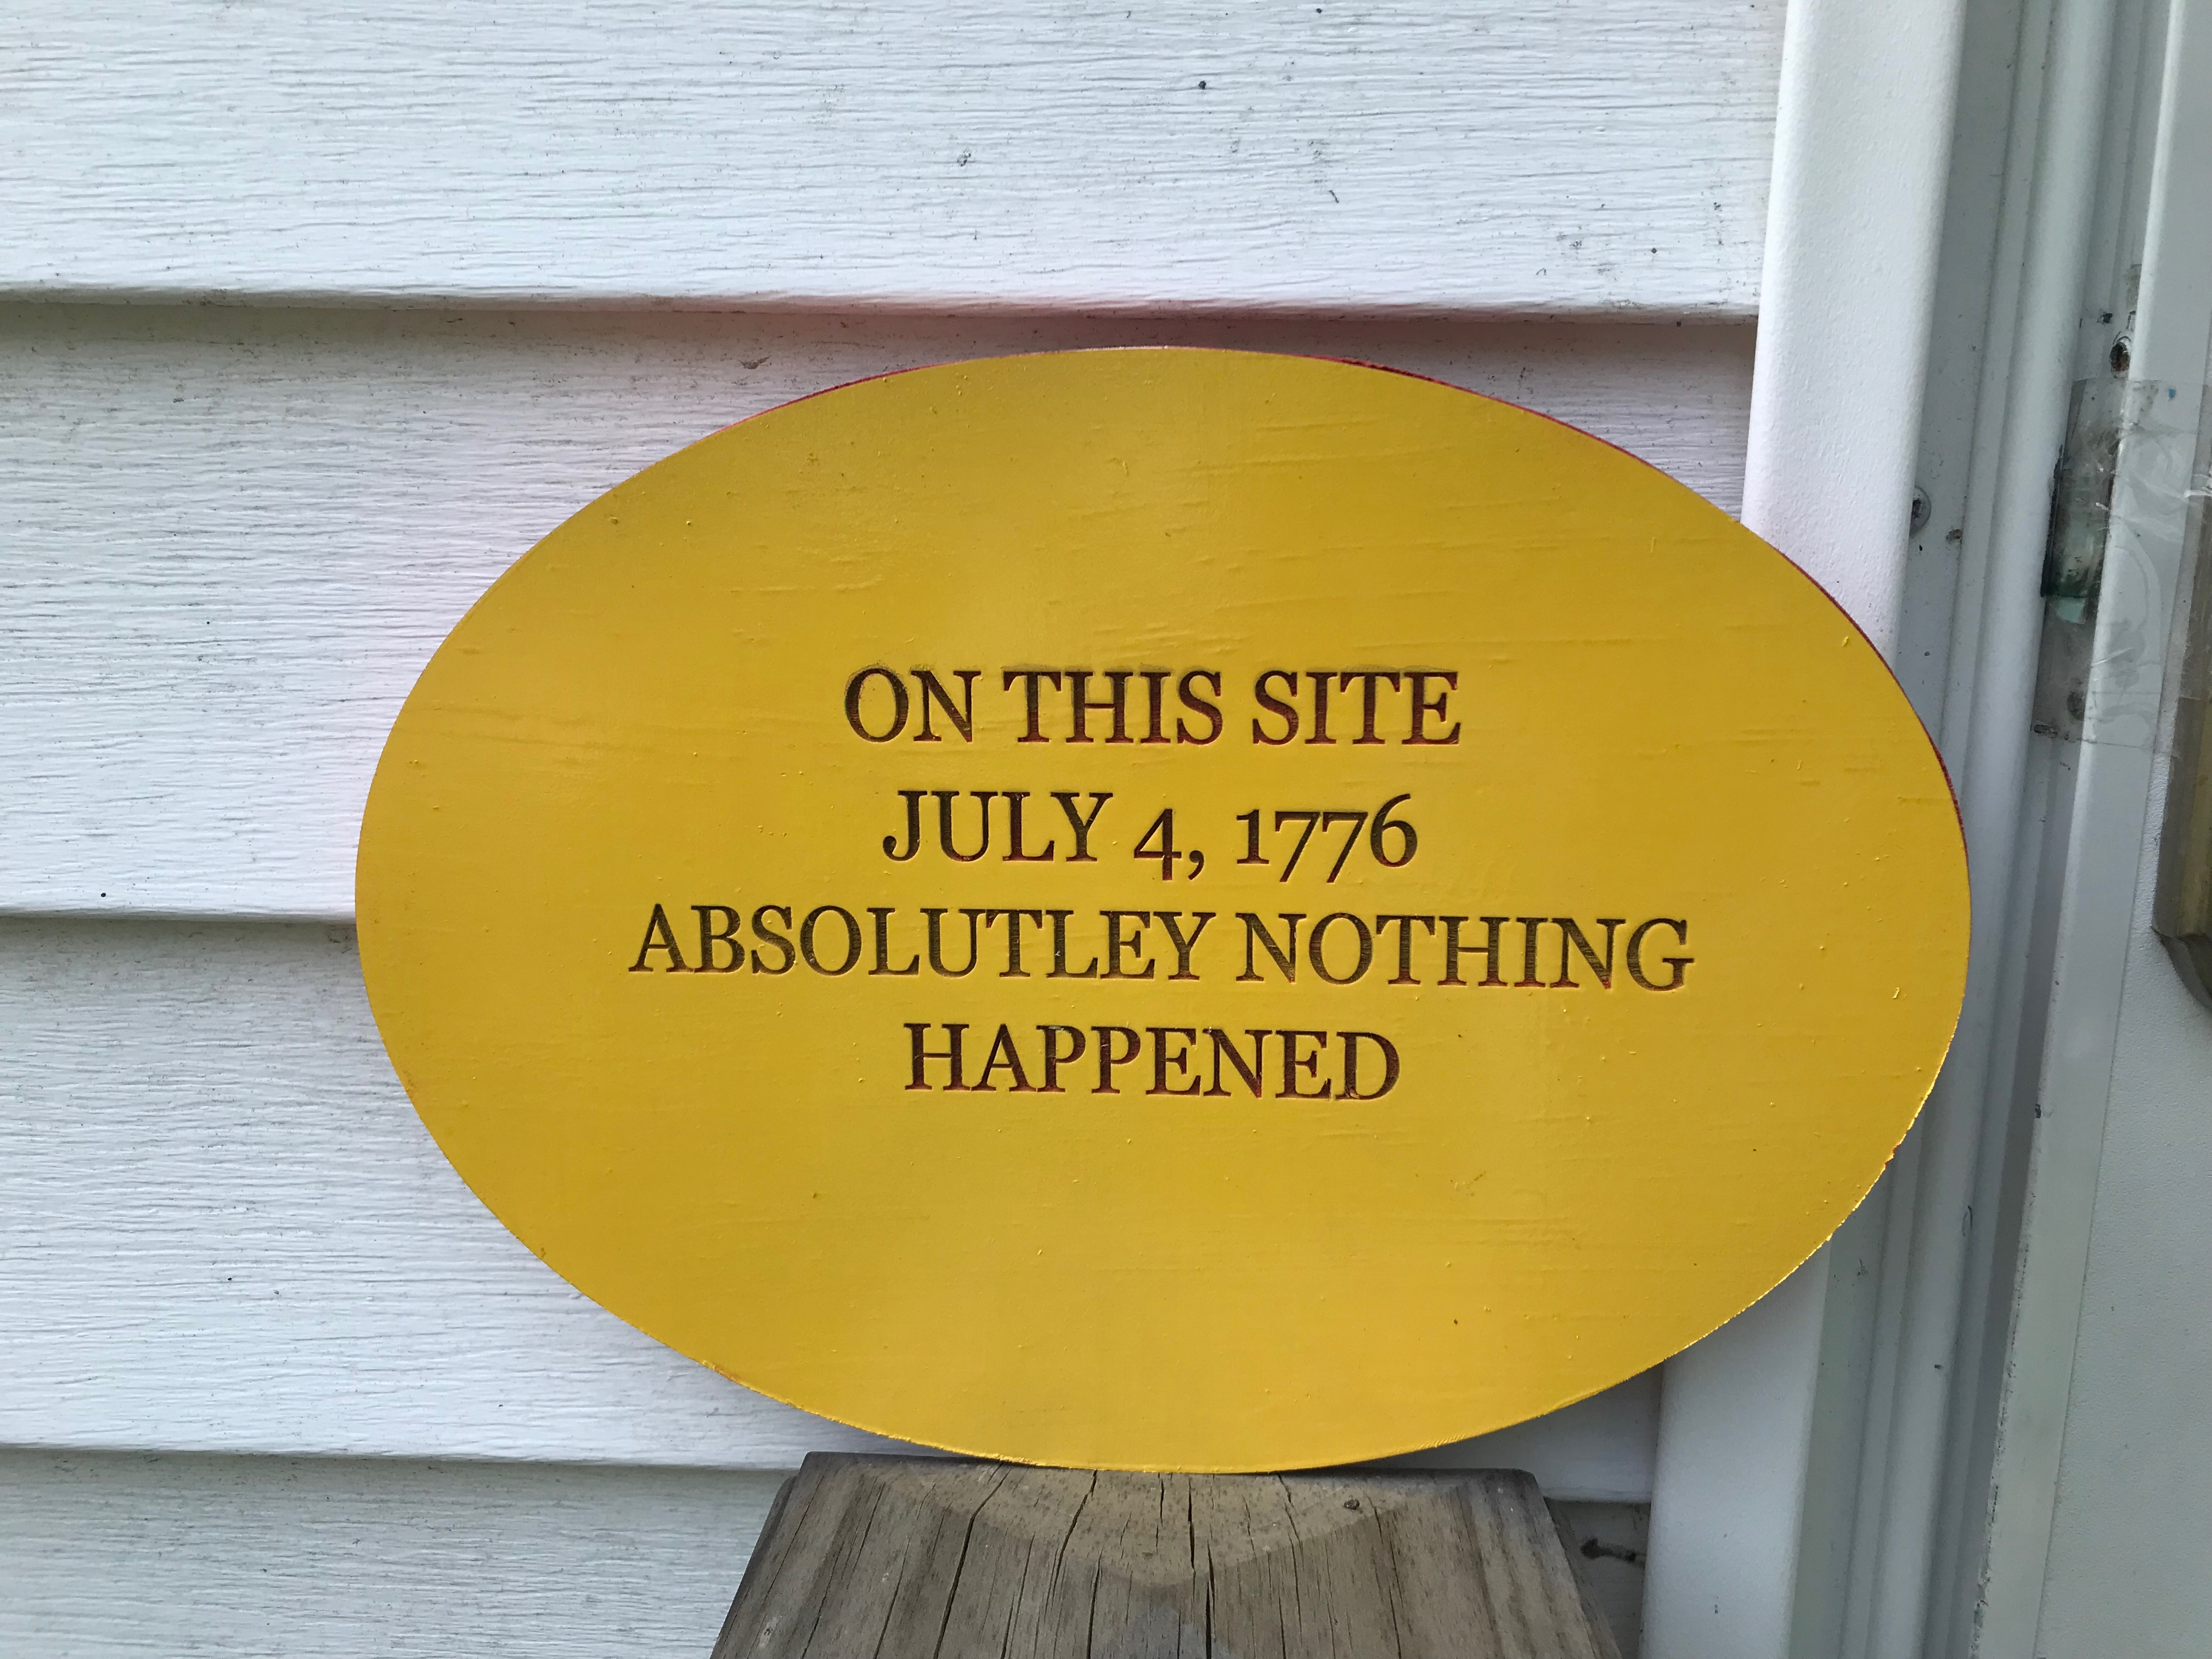 ON THIS SITE
JULY 4, 1776
ABSOLUTLEY NOTHING
HAPPENED